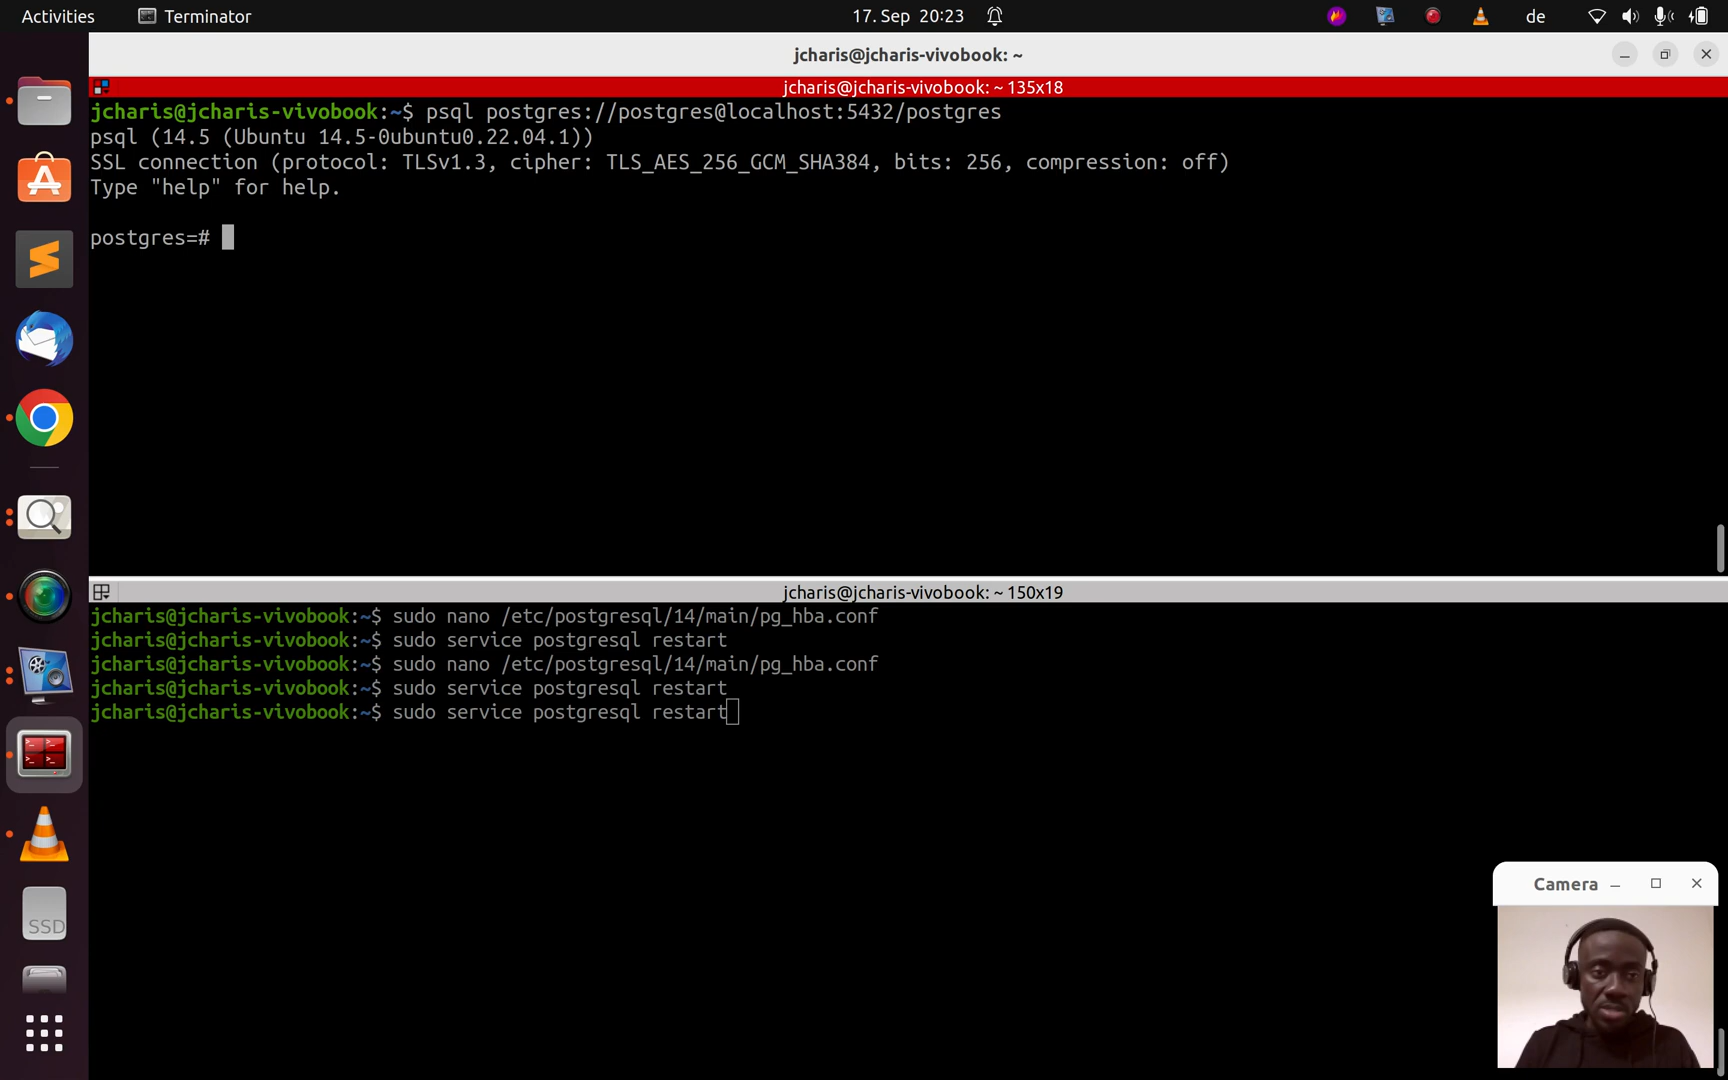 Activities
Terminator
17. Sep 20:23
de
jcharis@jcharis-vivobook: ~
jcharis@jcharis-vivobook: ~ 135x18
jcharis@jcharis-vivobook:~$ psql postgres://postgres@localhost:5432/postgres
psql (14.5 (Ubuntu 14.5-0ubuntu0.22.04.1))
SSL connection (protocol: TLSv1.3, cipher: TLS_AES_256_GCM_SHA384, bits: 256, compression: off)
Type "help" for help.
postgres=#
jcharis@jcharis-vivobook: ~ 150x19
jcharis@jcharis-vivobook:~$ sudo nano /etc/postgresql/14/main/pg_hba.conf
jcharis@jcharis-vivobook:~$ sudo service postgresql restart
jcharis@jcharis-vivobook:~$ sudo nano /etc/postgresql/14/main/pg_hba.conf
jcharis@jcharis-vivobook:~$ sudo service postgresql restart
jcharis@jcharis-vivobook:~$ sudo service postgresql restart
Camera
SSD